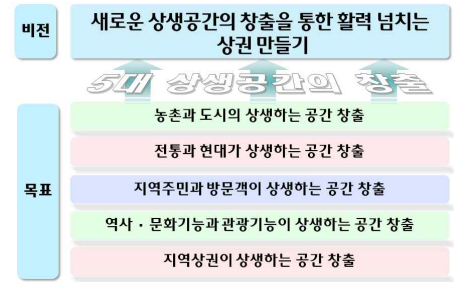 비전
새로운 상생공간의 창출을 통한 활력 넘치는
상권 만들기
5대 상생공간의 창출
목표
농촌과 도시의 상생하는 공간 창출
전통과 현대가 상생하는 공간 창출
지역주민과 방문객이 상생하는 공간 창출
역사 · 문화기능과 관광기능이 상생하는 공간 창출
지역상권이 상생하는 공간 창출